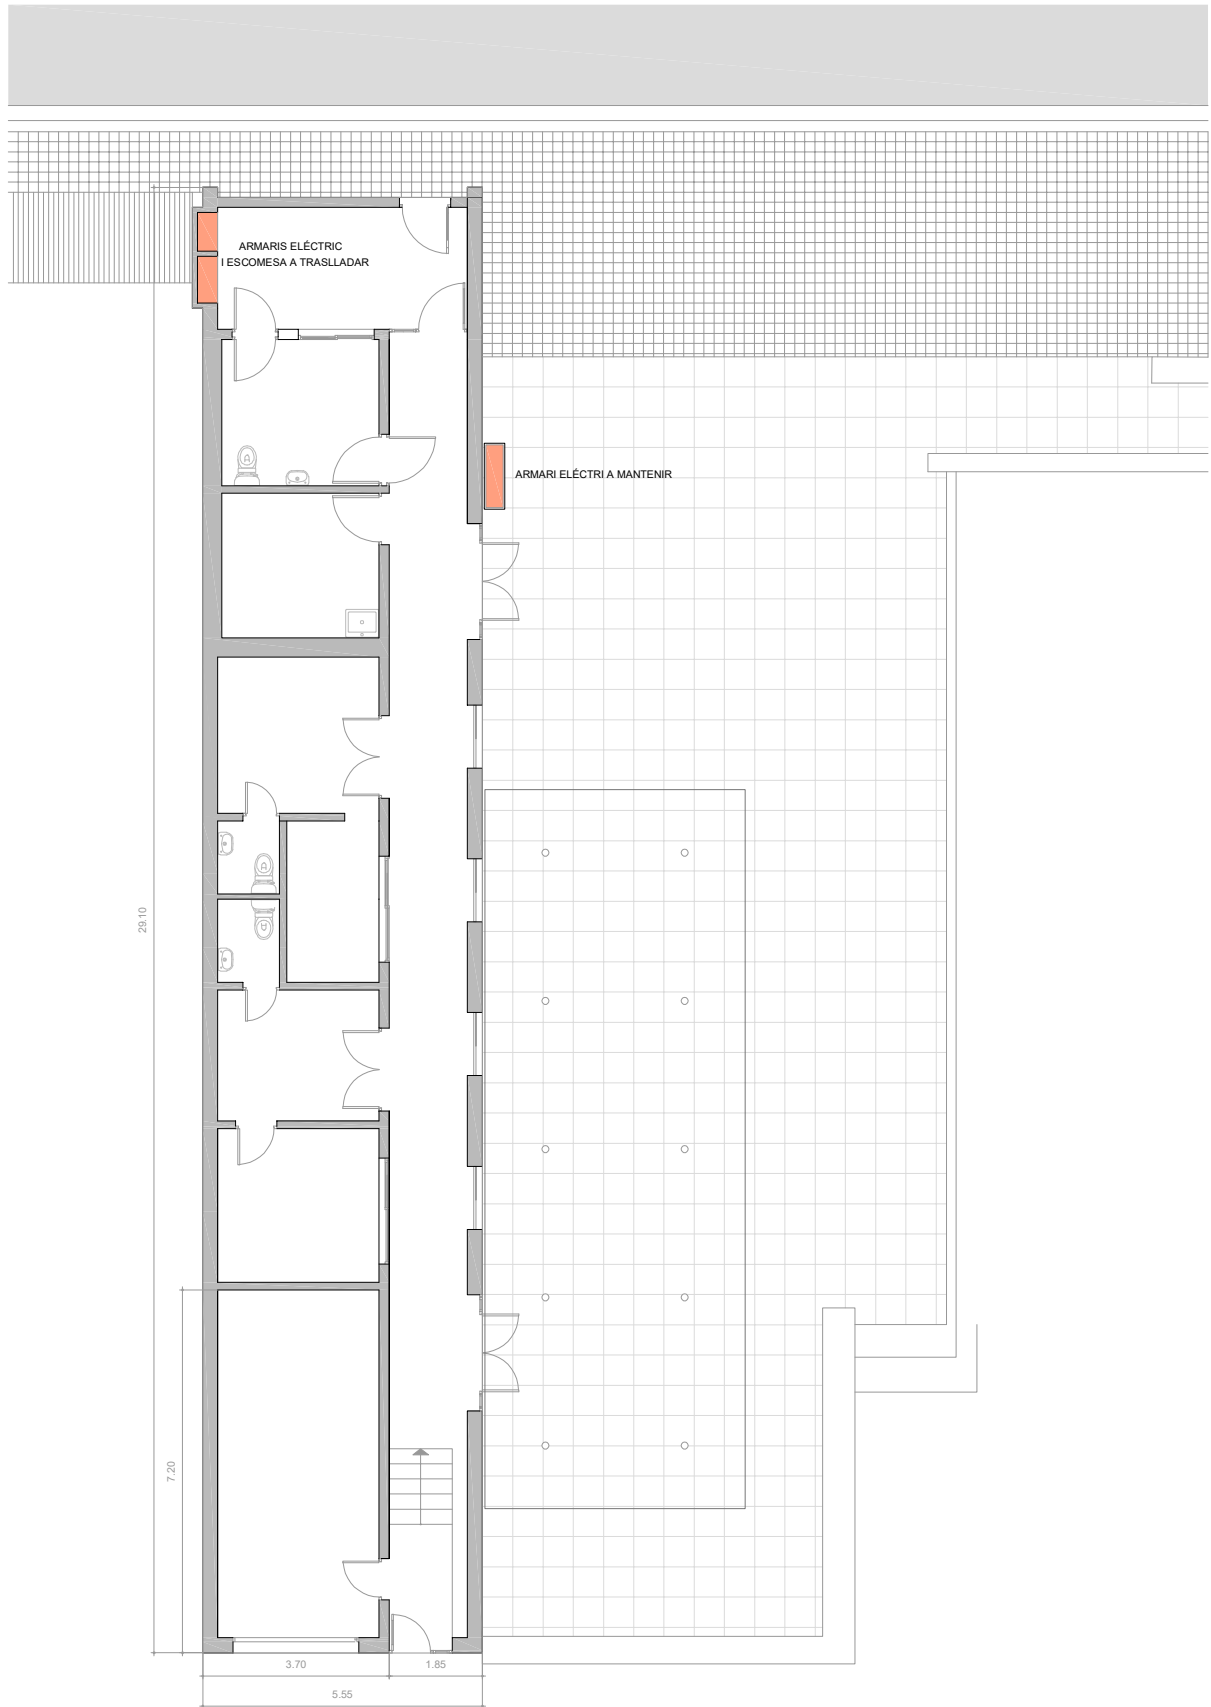 ARMARIS ELÉCTRIC
I ESCOMESA A TRASLLADAR
ARMARI ELÉCTRI A MANTENIR
29.10
7.20
3.70
1.85
5.55